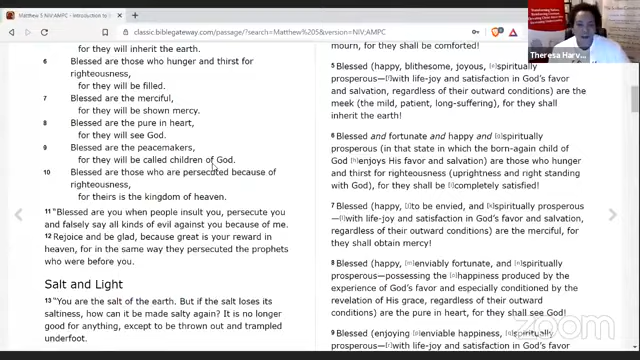 Matthew 5 NIV;AMPC - Introduction to
classic.biblegateway.com/passage/?search=Matthew%205&version=NIV;AMPC
Theresa Harv...
for they will inherit the earth.
6 Blessed are those who hunger and thirst for
righteousness,
for they will be filled.
7 Blessed are the merciful,
for they will be shown mercy.
8 Blessed are the pure in heart,
for they will see God.
9 Blessed are the peacemakers,
for they will be called children of God.
10 Blessed are those who are persecuted because of
righteousness,
for theirs is the kingdom of heaven.
11 “Blessed are you when people insult you, persecute you
and falsely say all kinds of evil against you because of me.
12 Rejoice and be glad, because great is your reward in
heaven, for in the same way they persecuted the prophets
who were before you.
Salt and Light
13 “You are the salt of the earth. But if the salt loses its
saltiness, how can it be made salty again? It is no longer
good for anything, except to be thrown out and trampled
underfoot.
mourn, for they shall be comforted!
5 Blessed (happy, blithesome, joyous, spiritually
prosperous—with life-joy and satisfaction in God’s favor
and salvation, regardless of their outward conditions) are the
meek (the mild, patient, long-suffering), for they shall
inherit the earth!
6 Blessed and fortunate and happy and spiritually
prosperous (in that state in which the born-again child of
God enjoys His favor and salvation) are those who hunger
and thirst for righteousness (uprightness and right standing
with God), for they shall be completely satisfied!
7 Blessed (happy, to be envied, and spiritually prosperous
—with life-joy and satisfaction in God’s favor and salvation,
regardless of their outward conditions) are the merciful, for
they shall obtain mercy!
8 Blessed (happy, enviably fortunate, and spiritually
prosperous—possessing the happiness produced by the
experience of God’s favor and especially conditioned by the
revelation of His grace, regardless of their outward
conditions) are the pure in heart, for they shall see God!
9 Blessed (enjoying enviable happiness, spiritually
prosperous—with life-joy and satisfaction in God’s favor
zoom